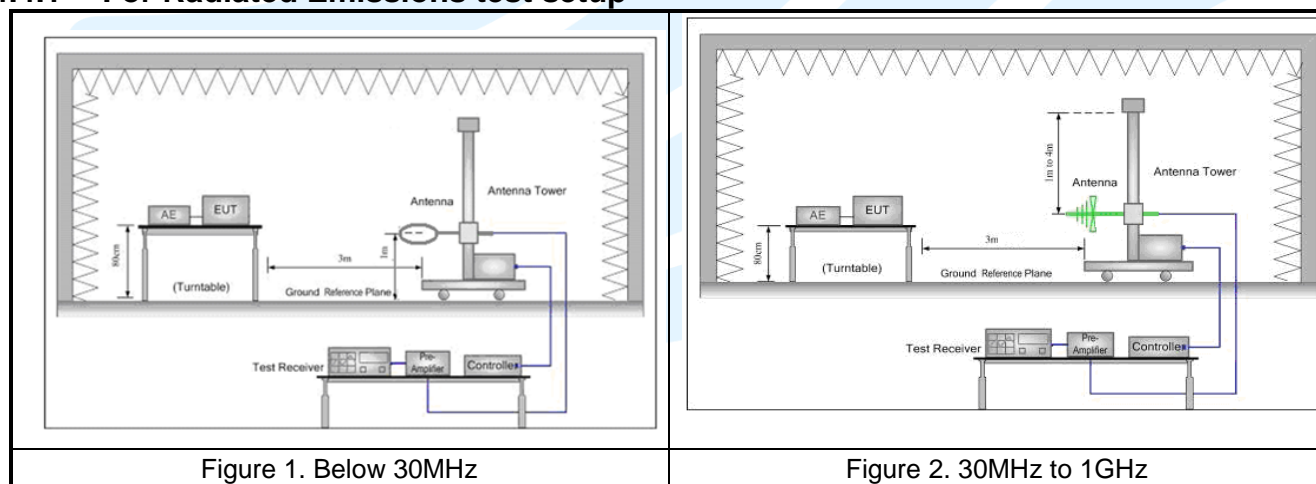 For Radiated Emissions test setup
AE
EUT
80cm
(Turntable)
3m
Antenna
1m
Antenna Tower
Ground Reference Plane
Test Receiver
Pre-
Amplifier
Controller
Figure 1. Below 30MHz
AE
EUT
80cm
(Turntable)
3m
1m to 4m
Antenna
Antenna Tower
Ground Reference Plane
Test Receiver
Pre-
Amplifier
Controller
Figure 2. 30MHz to 1GHz